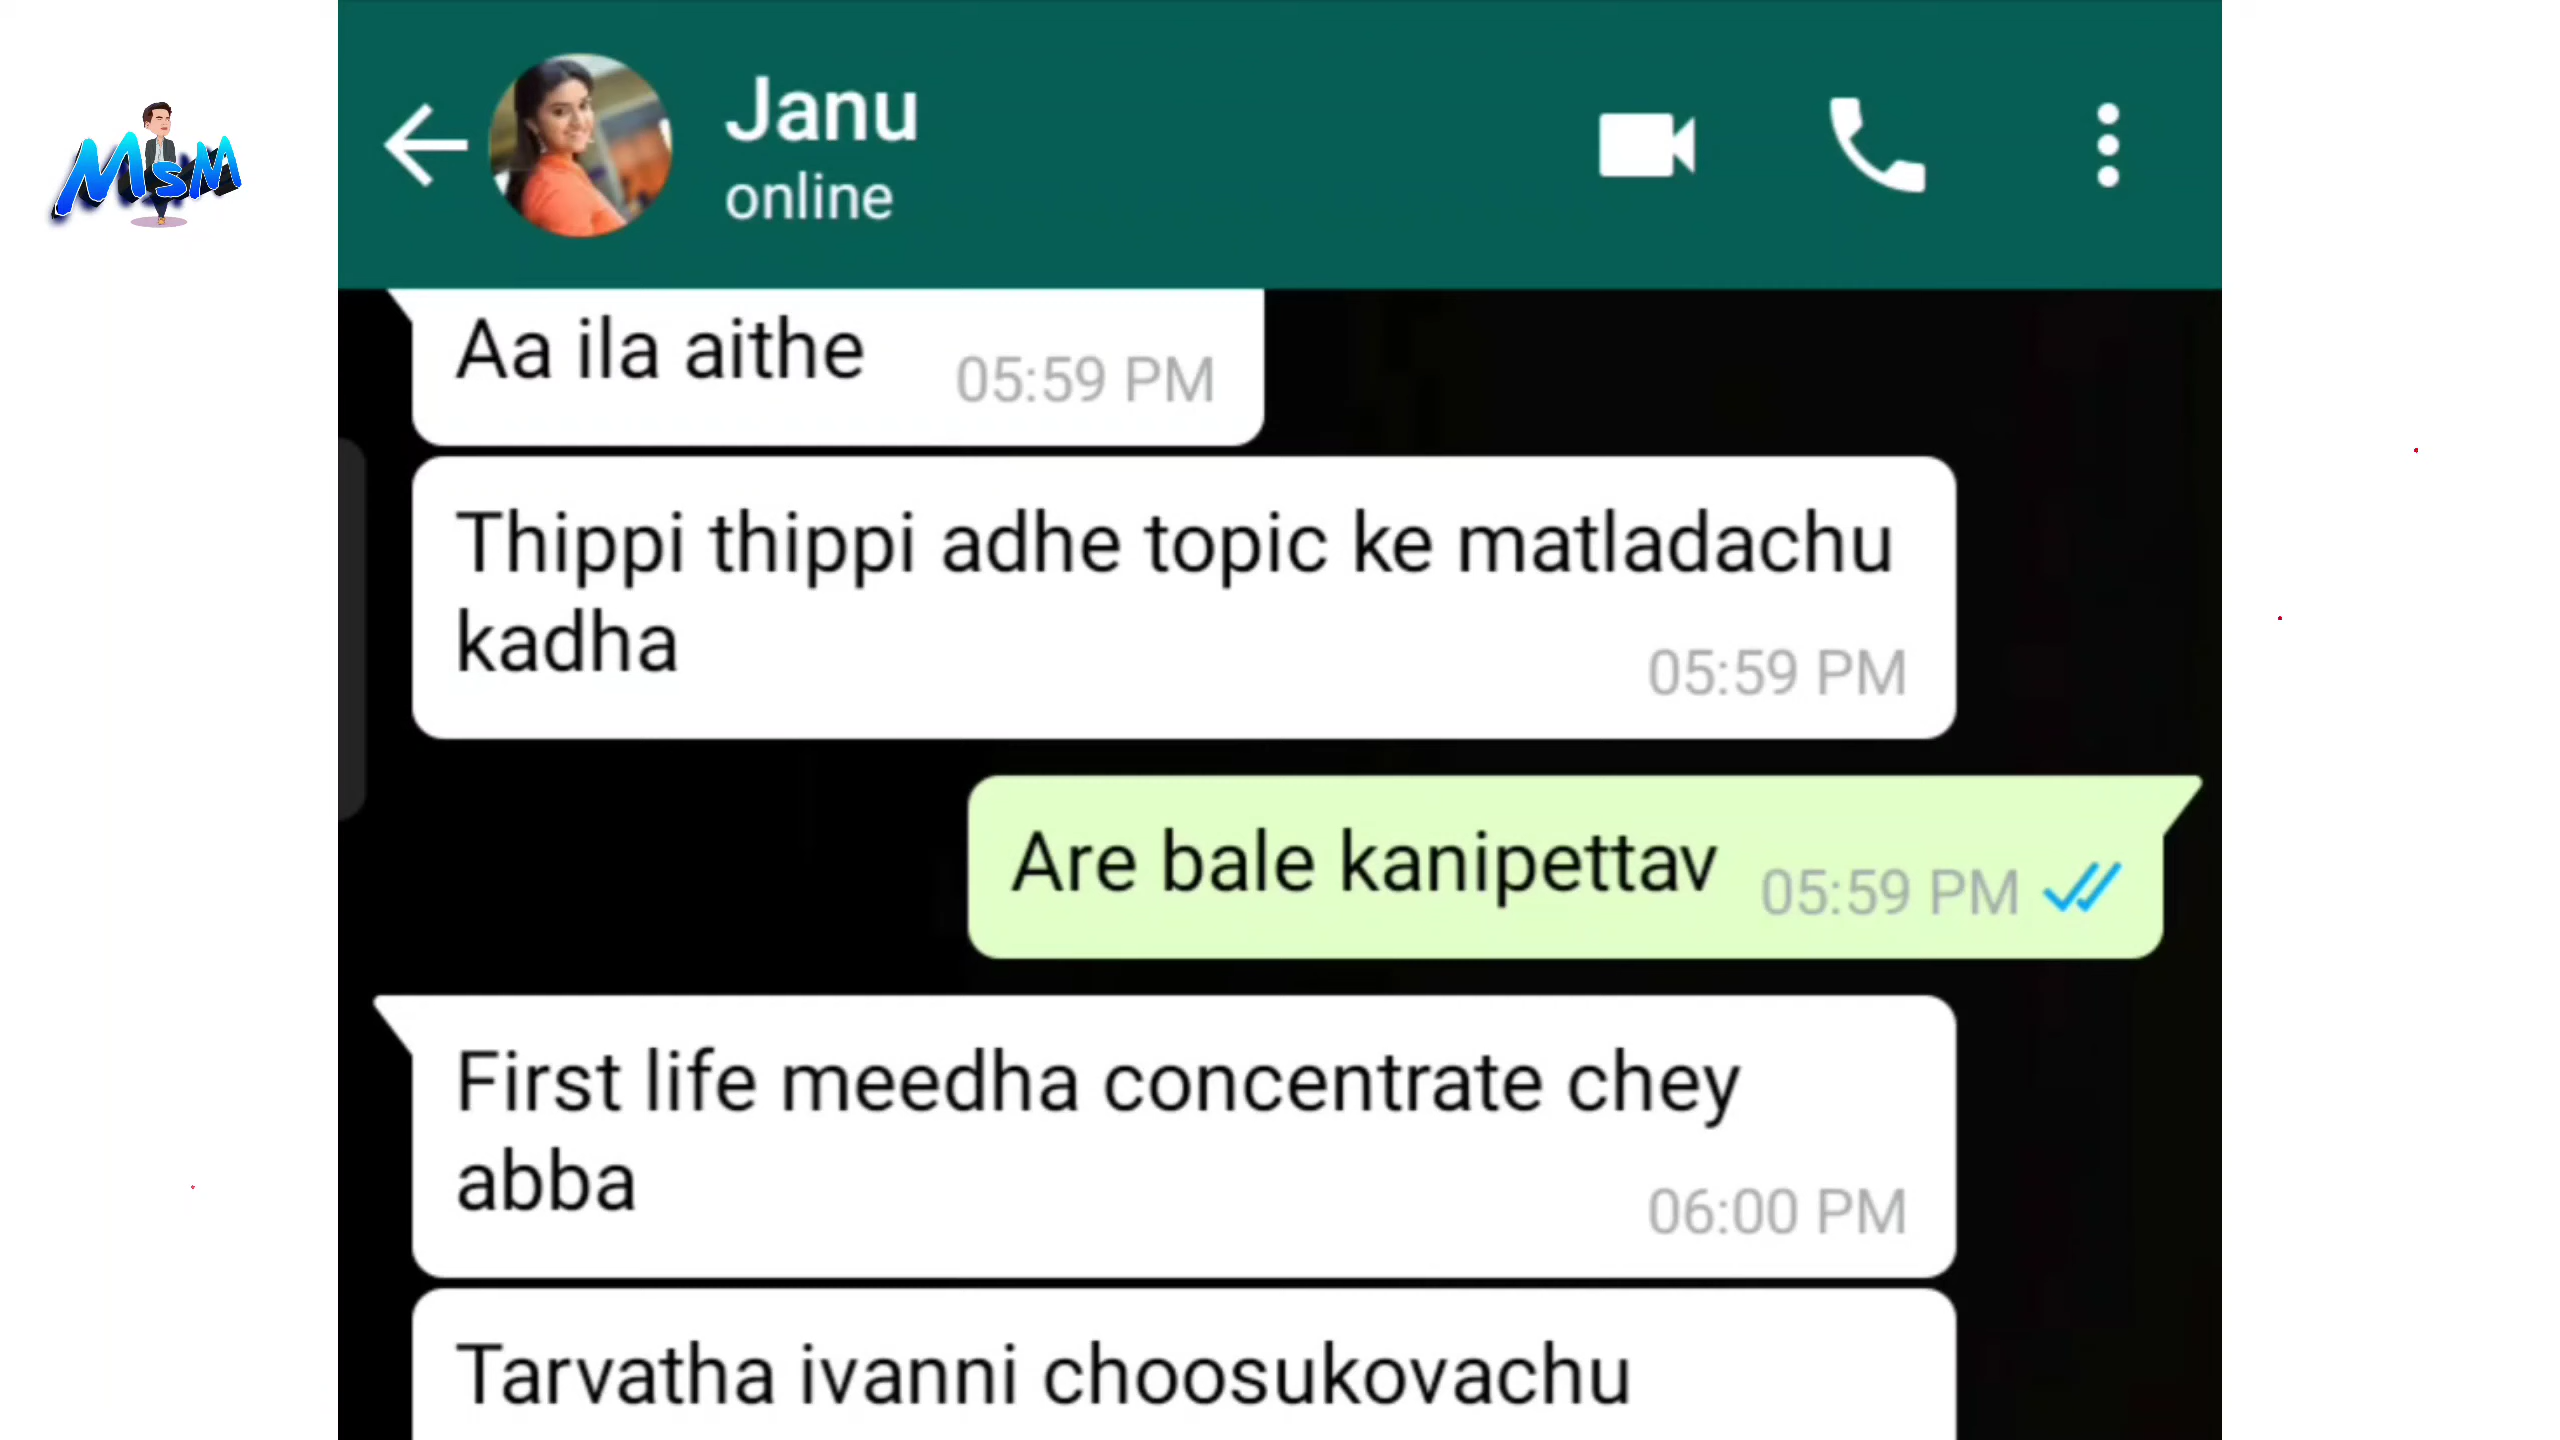 MsM
Janu
online
Aa ila aithe 05:59 PM
Thippi thippi adhe topic ke matladachu
kadha
05:59 PM
Are bale kanipettav 05:59 PM
First life meedha concentrate chey
abba
06:00 PM
Tarvatha ivanni choosukovachu